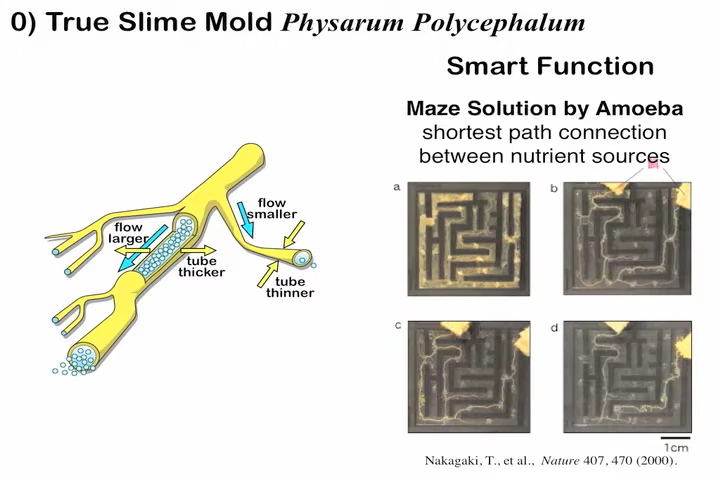 0) True Slime Mold Physarum Polycephalum
Smart Function
Maze Solution by Amoeba
shortest path connection
between nutrient sources
flow
smaller
flow
larger
tube
thicker
tube
thinner
a
b
c
d
1cm
Nakagaki, T., et al., Nature 407, 470 (2000).